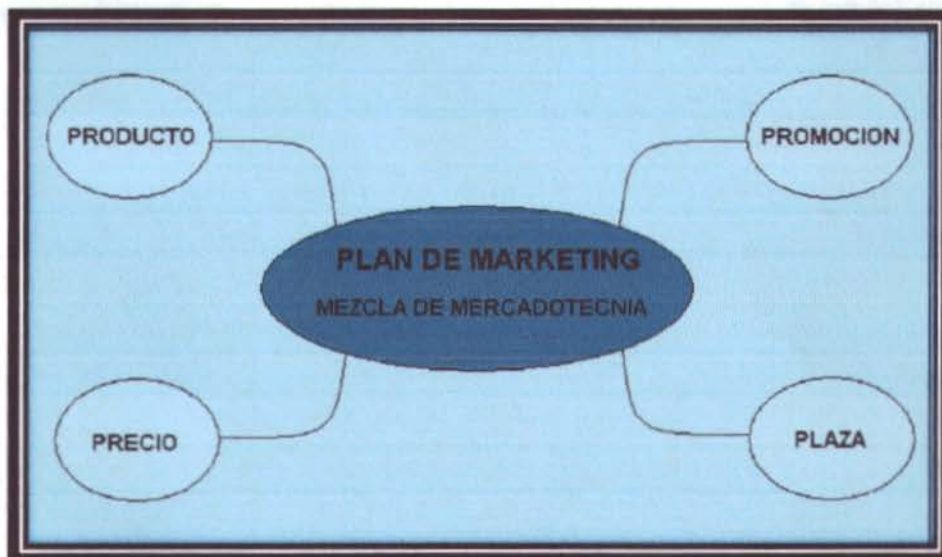 PRODUCTO
PROMOCION
PLAN DE MARKETING
MEZCLA DE MERCADOTECNIA
PRECIO
PLAZA